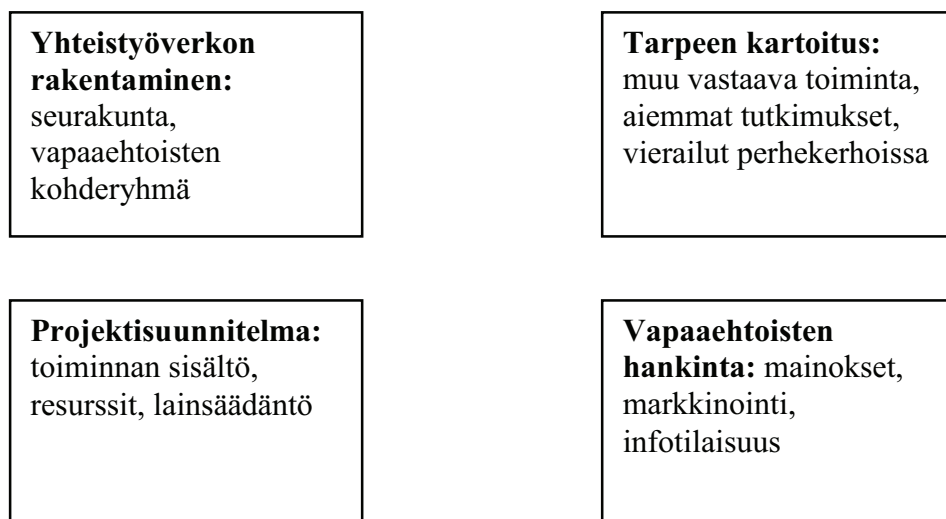 Yhteistyöverkon
rakentaminen:
seurakunta,
vapaaehtoisten
kohderyhmä
Tarpeen kartoitus:
muu vastaava toiminta,
aiemmat tutkimukset,
vierailut perhekerhoissa
Projektisuunnitelma:
toiminnan sisältö,
resurssit, lainsäädäntö
Vapaaehtoisten
hankinta: mainokset,
markkinointi,
infotilaisuus